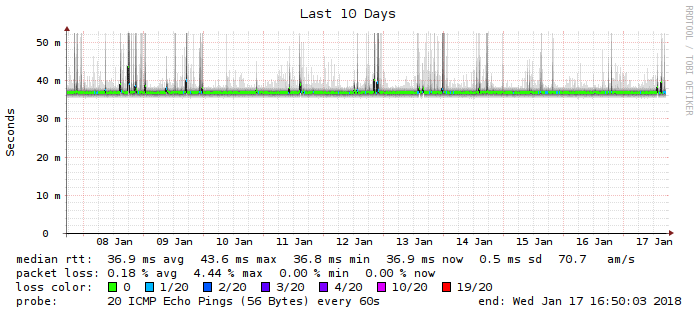 Last 10 Days
RRDTOOL / TOBI OETIKER
Seconds
50 m
40 m
30 m
20 m
10 m
0
08 Jan 09 Jan 10 Jan 11 Jan 12 Jan 13 Jan 14 Jan 15 Jan 16 Jan 17 Jan
median rtt: 36.9 ms avg 43.6 ms max 36.8 ms min 36.9 ms now 0.5 ms sd 70.7 am/s
packet loss: 0.18 % avg 4.44 % max 0.00 % min 0.00 % now
loss color: 0 1/20 2/20 3/20 4/20 10/20 19/20
probe: 20 ICMP Echo Pings (56 Bytes) every 60s end: Wed Jan 17 16:50:03 2018